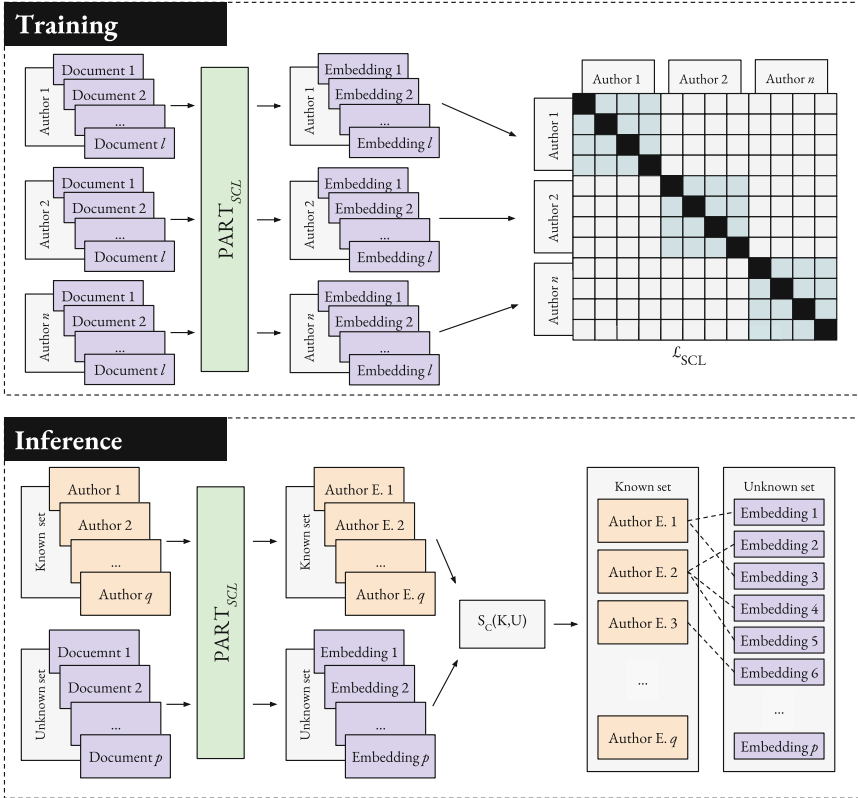 Training
Author 1
Document 1
Document 2
...
Document l
Author 2
Document 1
Document 2
...
Document l
Author n
Document 1
Document 2
...
Document l
PART_SCL
Author 1
Embedding 1
Embedding 2
...
Embedding l
Author 2
Embedding 1
Embedding 2
...
Embedding l
Author n
Embedding 1
Embedding 2
...
Embedding l
Author 1
Author 2
Author n
Author 1
Author 2
Author n
ℒ_SCL
Inference
Known set
Author 1
Author 2
...
Author q
Unknown set
Docuemnt 1
Document 2
...
Document p
PART_SCL
Known set
Author E. 1
Author E. 2
...
Author E. q
Unknown set
Embedding 1
Embedding 2
...
Embedding p
S_C(K,U)
Known set
Author E. 1
Author E. 2
Author E. 3
...
Author E. q
Unknown set
Embedding 1
Embedding 2
Embedding 3
Embedding 4
Embedding 5
Embedding 6
...
Embedding p